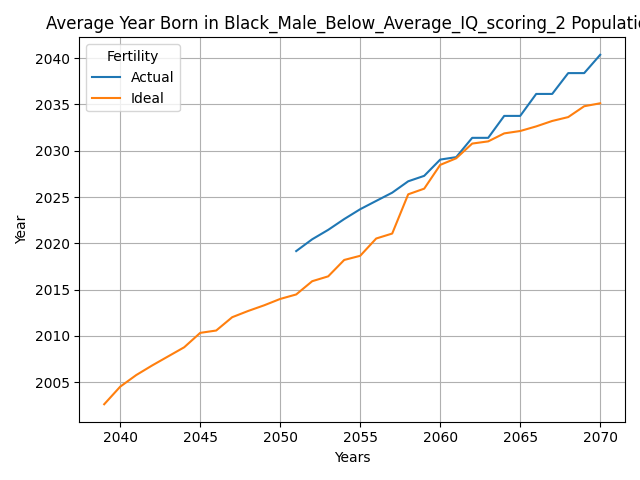 Average Year Born in Black_Male_Below_Average_IQ_scoring_2 Populati
Fertility
Actual
Ideal
2040
2035
2030
2025
2020
2015
2010
2005
Year
2040 2045 2050 2055 2060 2065 2070
Years